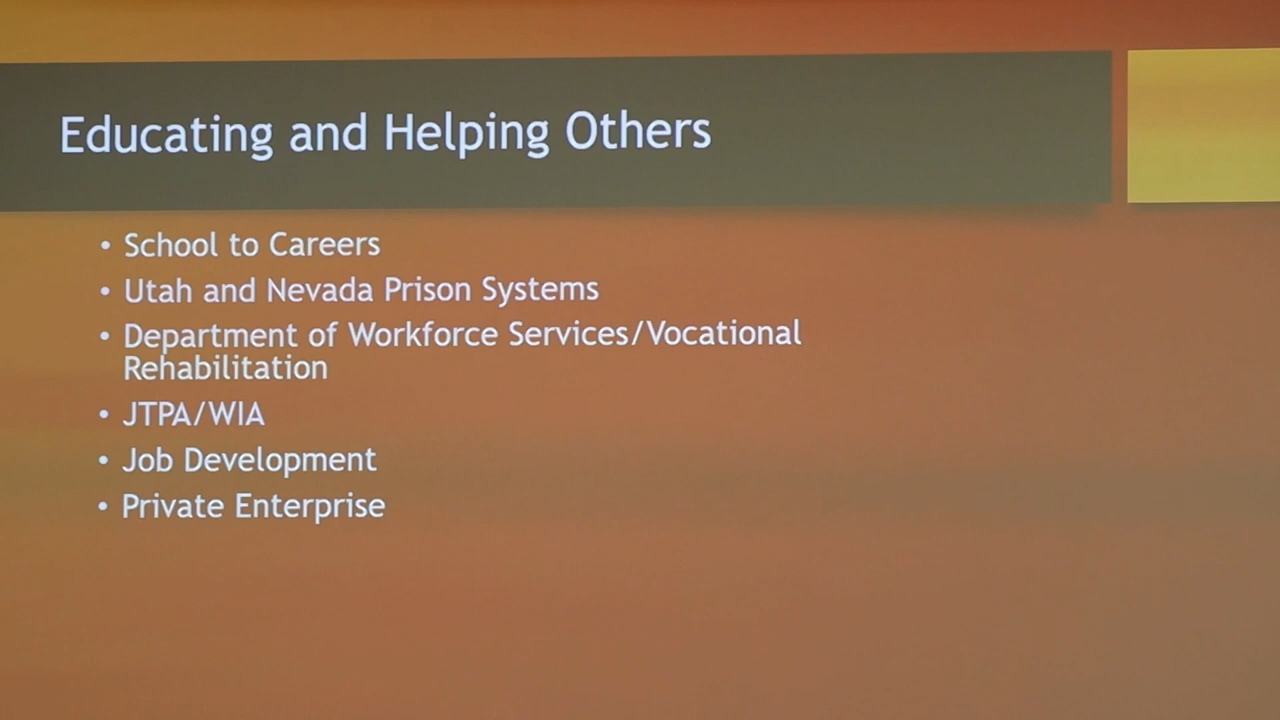 Educating and Helping Others
• School to Careers
• Utah and Nevada Prison Systems
• Department of Workforce Services/Vocational
Rehabilitation
• JTPA/WIA
• Job Development
• Private Enterprise